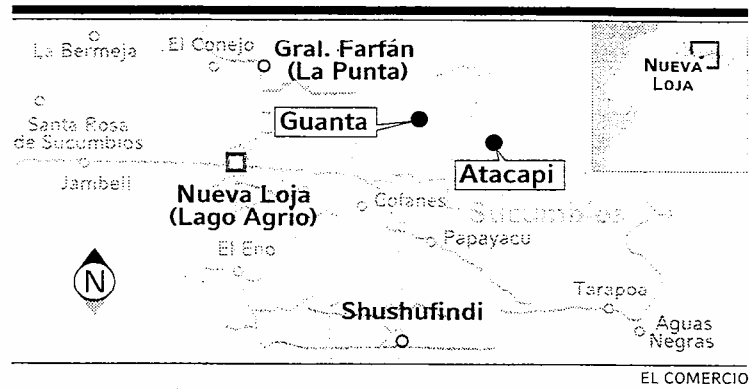 La Bermeja
El Conejo
Gral. Farfán
(La Punta)
NUEVA
LOJA
Guanta
Santa Rosa
de Sucumbios
Atacapi
Jambelí
Nueva Loja
(Lago Agrio)
Cofanes
Sucumbíos
El Eno
Papayacu
N
Tarapoa
Shushufindi
Aguas
Negras
EL COMERCIO